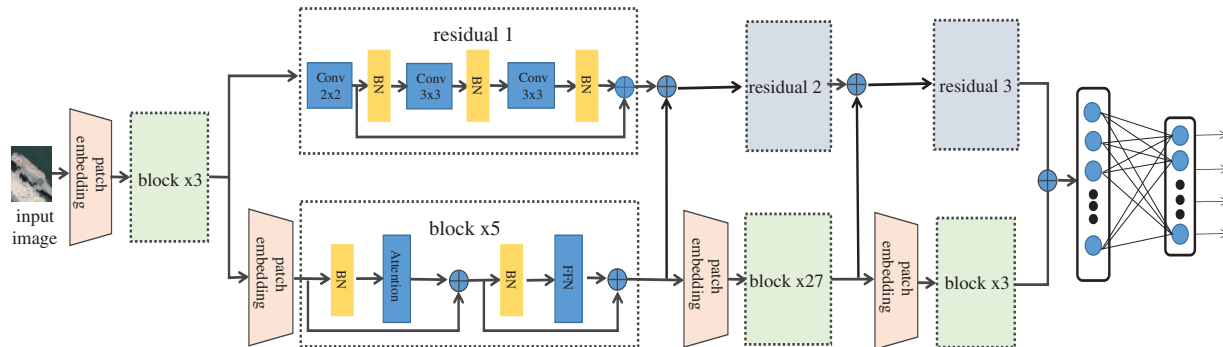 residual 1
Conv
2x2
BN
Conv
3x3
BN
Conv
3x3
BN
residual 2
residual 3
input
image
patch
embedding
block x3
patch
embedding
block x5
BN
Attention
BN
FFN
patch
embedding
block x27
patch
embedding
block x3